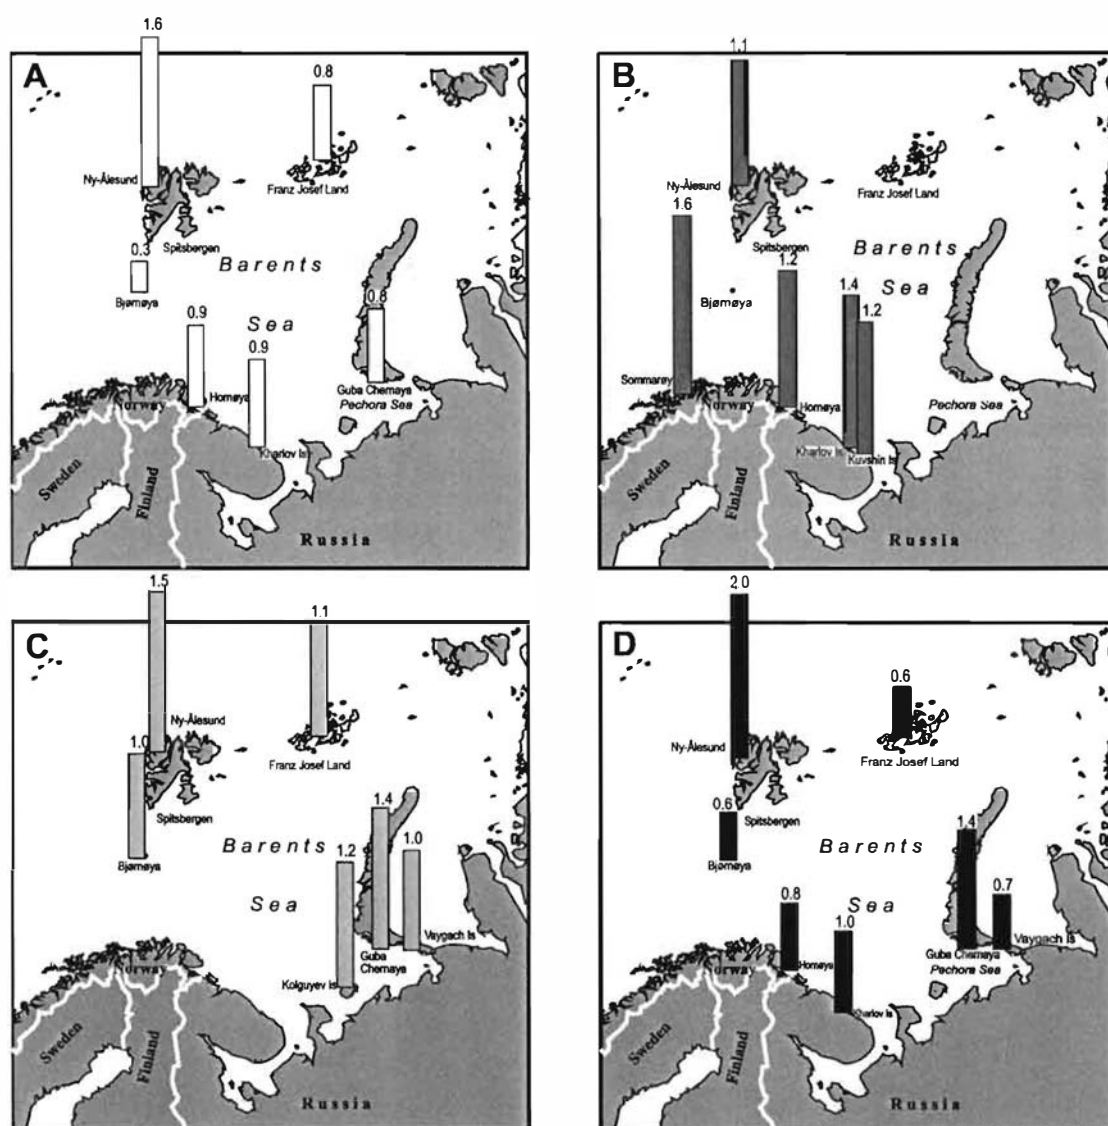 A
1.6
0.8
Ny-Ålesund
Franz Josef Land
Spitsbergen
0.3
Barents
Bjørnøya
0.8
0.9
Sea
0.9
Guba Chernaya
Hornøya
Norway
Pechora Sea
Kharlov Is
Sweden
Finland
Russia
B
1.1
Ny-Ålesund
Franz Josef Land
1.6
Spitsbergen
Barents
1.2
Sea
Bjørnøya
1.4
1.2
Sommarøy
Hornøya
Norway
Pechora Sea
Kharlov Is
Kuvshin Is
Sweden
Finland
Russia
C
1.5
1.1
Ny-Ålesund
1.0
Franz Josef Land
Spitsbergen
1.4
Barents
1.2
1.0
Bjørnøya
Sea
Vaygach Is
Guba
Chernaya
Norway
Kolguyev Is
Sweden
Finland
Russia
D
2.0
0.6
Ny-Ålesund
Franz Josef Land
0.6
Spitsbergen
1.4
Barents
Bjørnøya
0.7
0.8
Sea
1.0
Vaygach Is
Guba Chernaya
Hornøya
Norway
Pechora Sea
Kharlov Is
Sweden
Finland
Russia